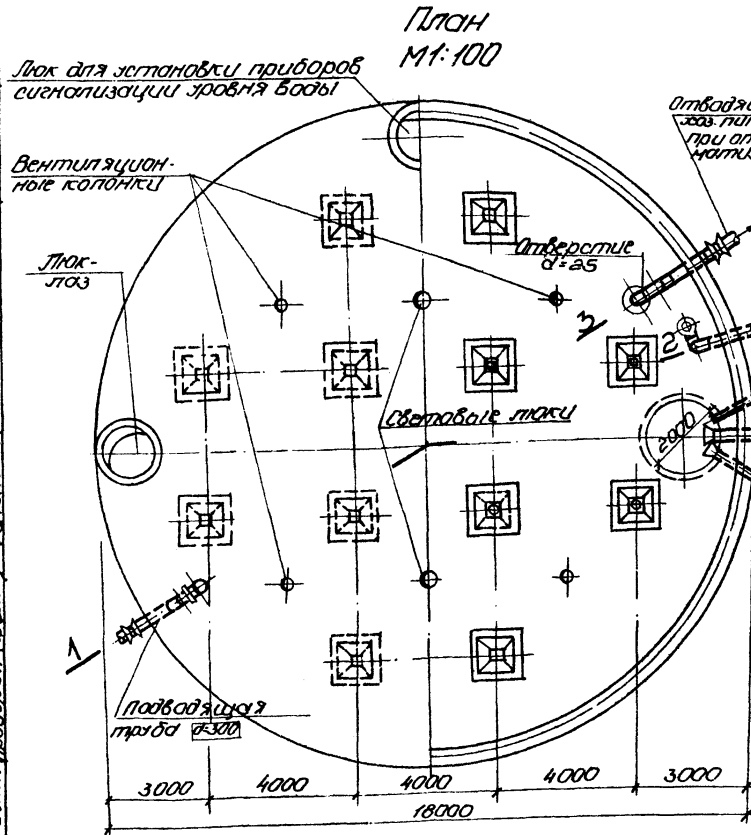 План
М1:100
Люк для установки приборов
сигнализации уровня воды
Вентиляцион-
ные колонки
Люк-
лаз
Отверстие
d=25
3
2
Световые люки
2000
1
Подводящая
труба d=300
3000 4000 4000 4000 3000
18000